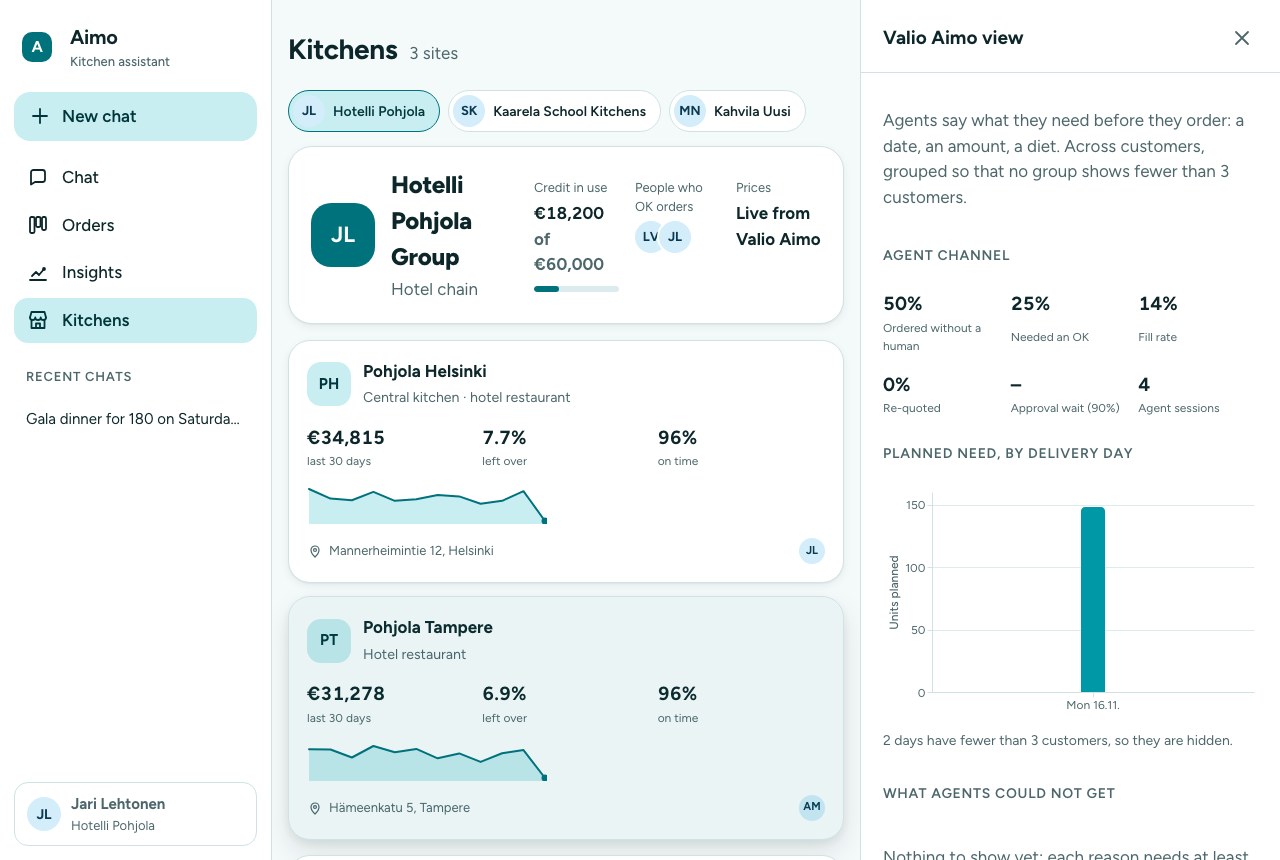 A
Aimo
Kitchen assistant
New chat
Chat
Orders
Insights
Kitchens
RECENT CHATS
Gala dinner for 180 on Saturda...
JL
Jari Lehtonen
Hotelli Pohjola
Kitchens 3 sites
JL Hotelli Pohjola
SK Kaarela School Kitchens
MN Kahvila Uusi
JL
Hotelli
Pohjola
Group
Hotel chain
Credit in use
€18,200
of
€60,000
People who
OK orders
LV JL
Prices
Live from
Valio Aimo
PH
Pohjola Helsinki
Central kitchen · hotel restaurant
€34,815 7.7% 96%
last 30 days left over on time
Mannerheimintie 12, Helsinki
JL
PT
Pohjola Tampere
Hotel restaurant
€31,278 6.9% 96%
last 30 days left over on time
Hämeenkatu 5, Tampere
AM
Valio Aimo view
Agents say what they need before they order: a
date, an amount, a diet. Across customers,
grouped so that no group shows fewer than 3
customers.
AGENT CHANNEL
50% 25% 14%
Ordered without a
human
Needed an OK
Fill rate
0% – 4
Re-quoted Approval wait (90%) Agent sessions
PLANNED NEED, BY DELIVERY DAY
Units planned
150
100
50
0
Mon 16.11.
2 days have fewer than 3 customers, so they are hidden.
WHAT AGENTS COULD NOT GET
Nothing to show yet: each reason needs at least